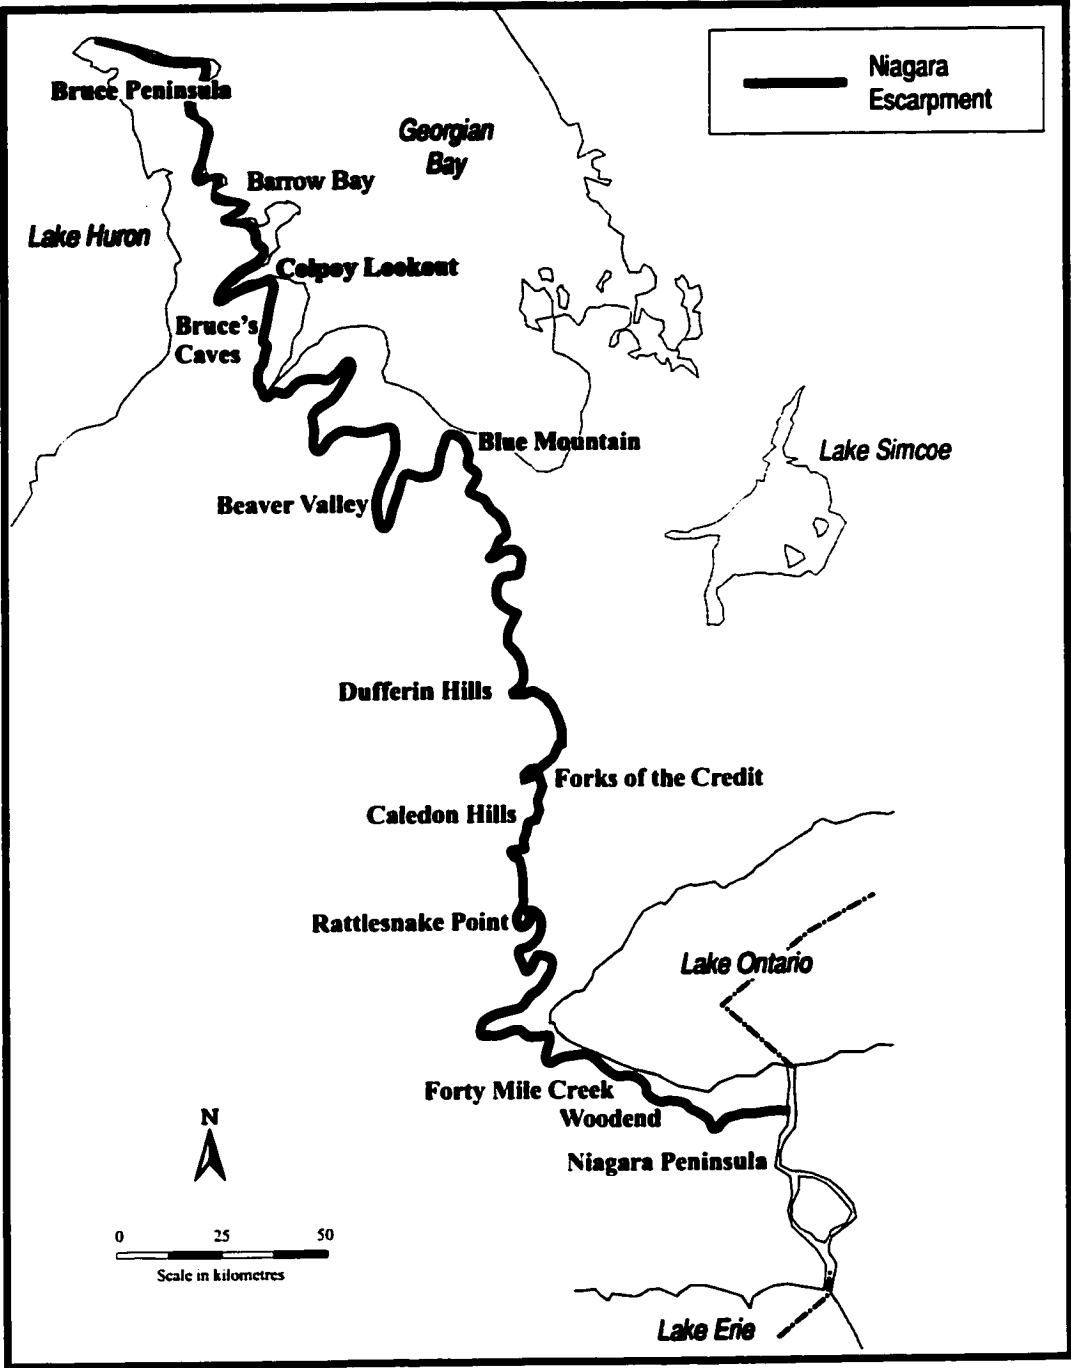 Niagara
Escarpment
Bruce Peninsula
Georgian
Bay
Barrow Bay
Lake Huron
Colpoy Lookout
Bruce's
Caves
Blue Mountain
Lake Simcoe
Beaver Valley
Dufferin Hills
Forks of the Credit
Caledon Hills
Rattlesnake Point
Lake Ontario
Forty Mile Creek
Woodend
N
Niagara Peninsula
0 25 50
Scale in kilometres
Lake Erie